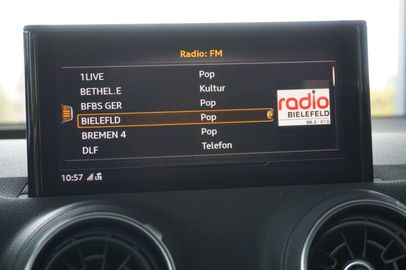 Radio: FM
1LIVE Pop
BETHEL.E Kultur
BFBS GER Pop
BIELEFLD Pop
BREMEN 4 Pop
DLF Telefon
radio
BIELEFELD
10:57 LTE